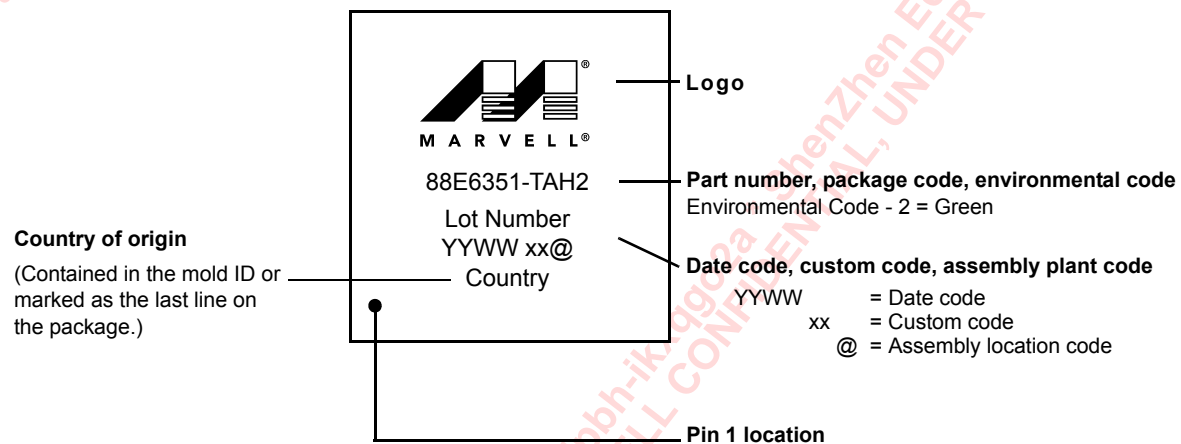 ®
MARVELL®
Logo
88E6351-TAH2
Part number, package code, environmental code
Environmental Code - 2 = Green
Lot Number
YYWW xx@
Country
Country of origin
(Contained in the mold ID or
marked as the last line on
the package.)
Date code, custom code, assembly plant code
YYWW = Date code
xx = Custom code
@ = Assembly location code
Pin 1 location